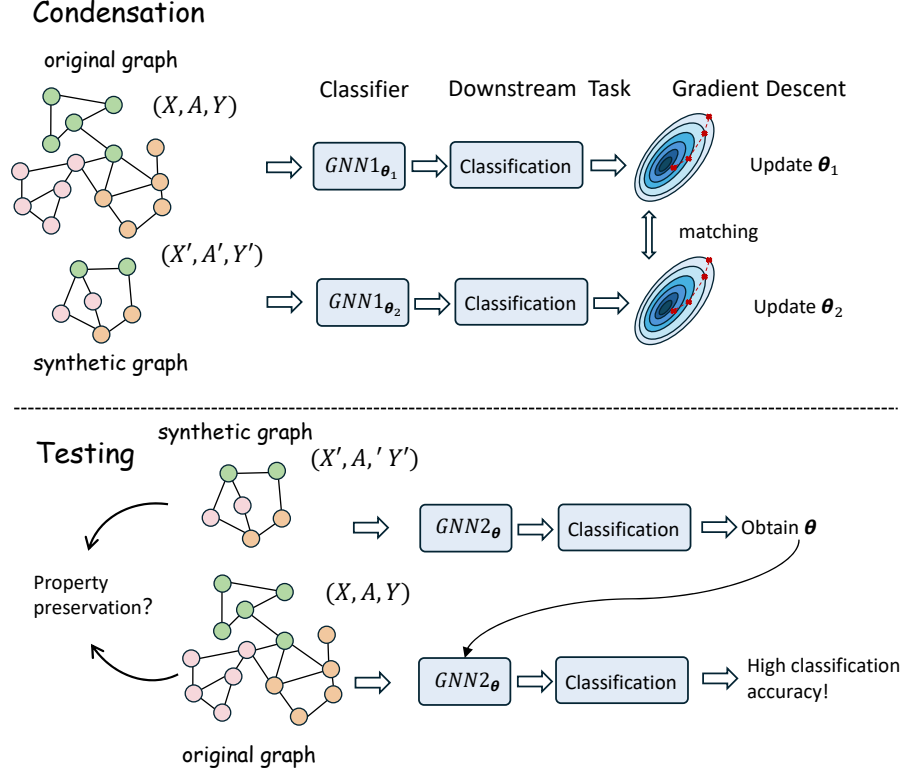 Condensation
original graph
(X, A, Y)
Classifier
Downstream Task
Gradient Descent
GNN1θ₁
Classification
Update θ₁
matching
(X′, A′, Y′)
GNN1θ₂
Classification
Update θ₂
synthetic graph
Testing
synthetic graph
(X′, A,′ Y′)
GNN2θ
Classification
Obtain θ
Property
preservation?
(X, A, Y)
GNN2θ
Classification
High classification
accuracy!
original graph